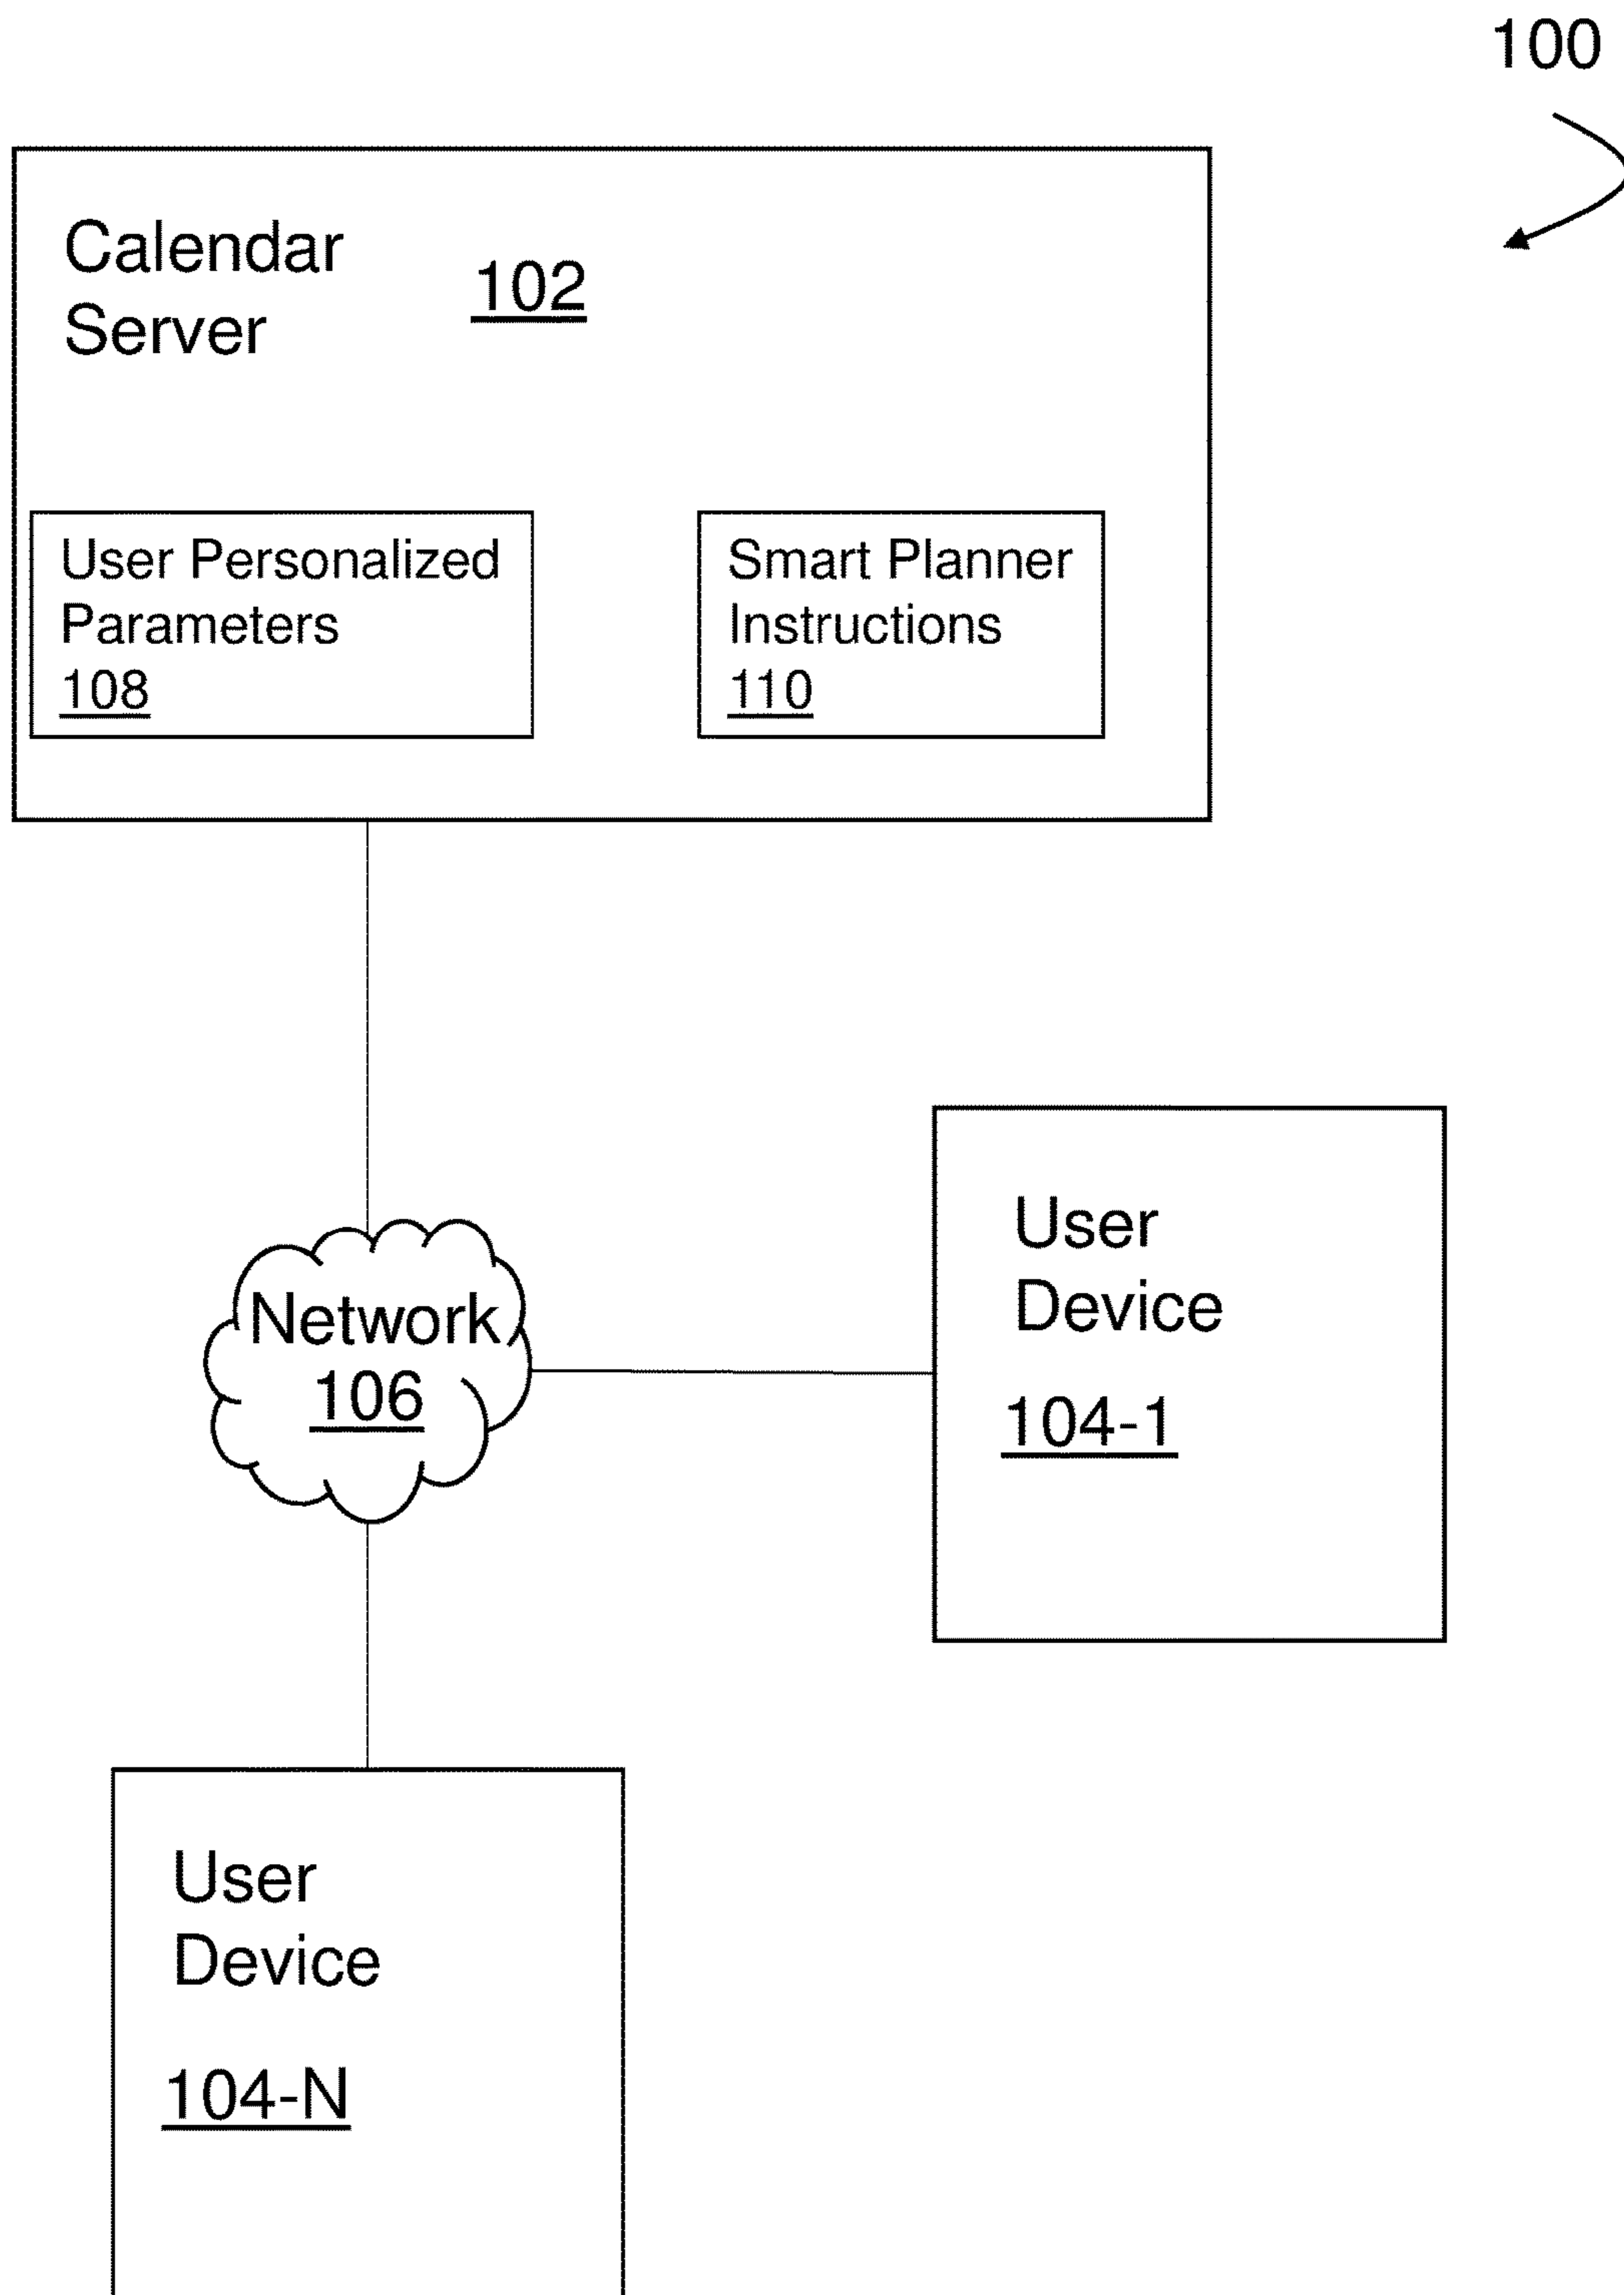 100
Calendar
Server
102
User Personalized
Parameters
108
Smart Planner
Instructions
110
Network
106
User
Device
104-1
User
Device
104-N